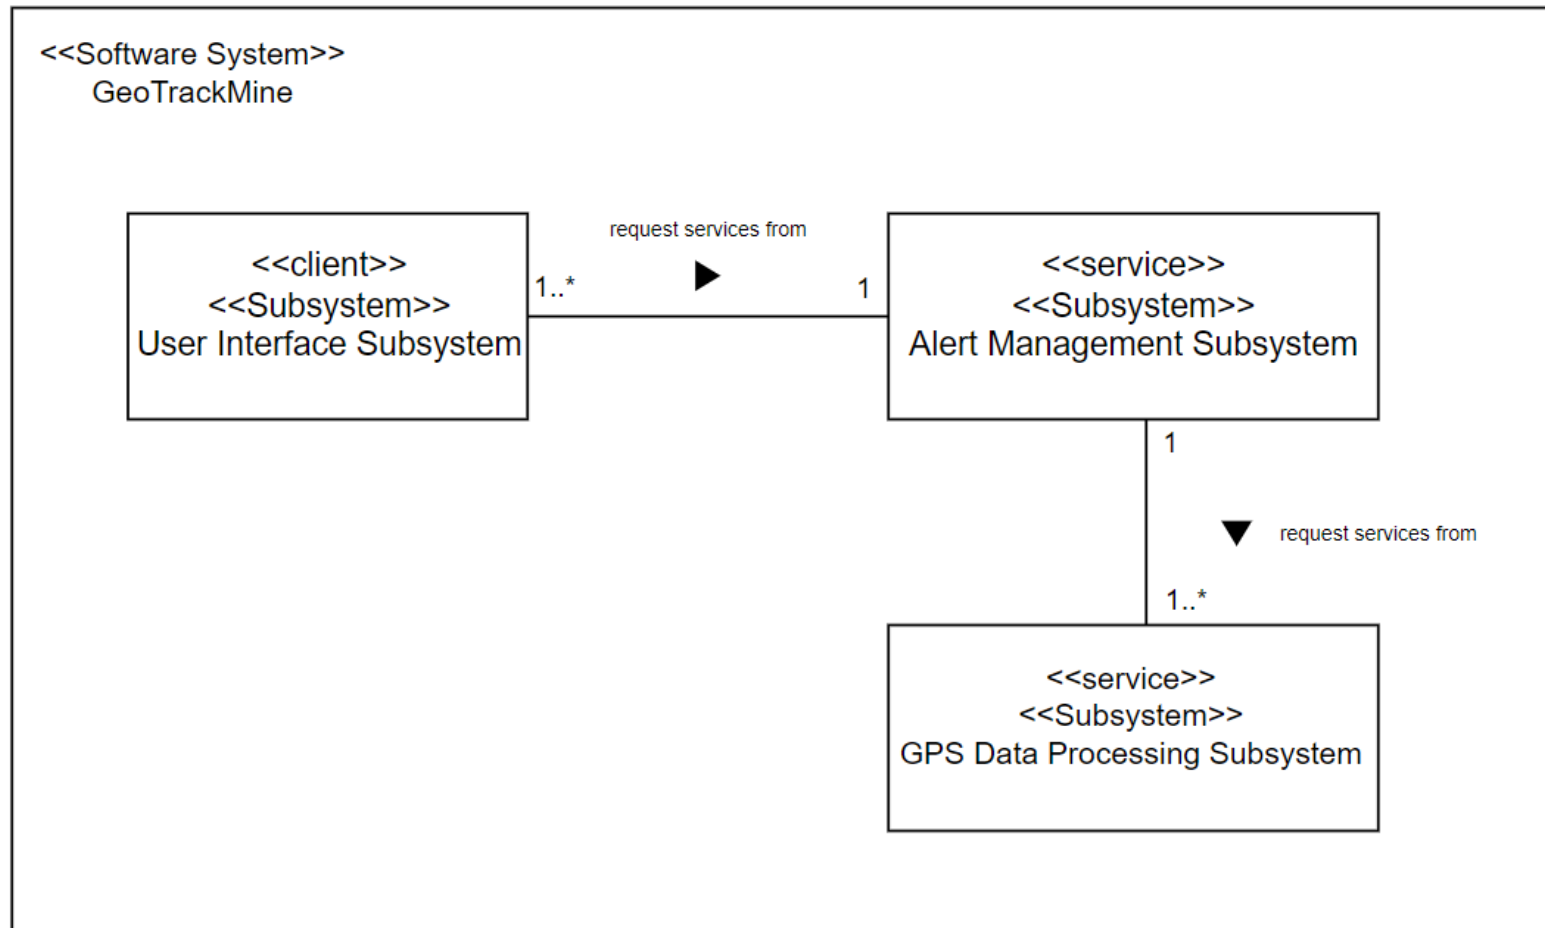 <<Software System>>
GeoTrackMine
request services from
<<client>>
<<Subsystem>>
User Interface Subsystem
1..*
1
<<service>>
<<Subsystem>>
Alert Management Subsystem
1
request services from
1..*
<<service>>
<<Subsystem>>
GPS Data Processing Subsystem